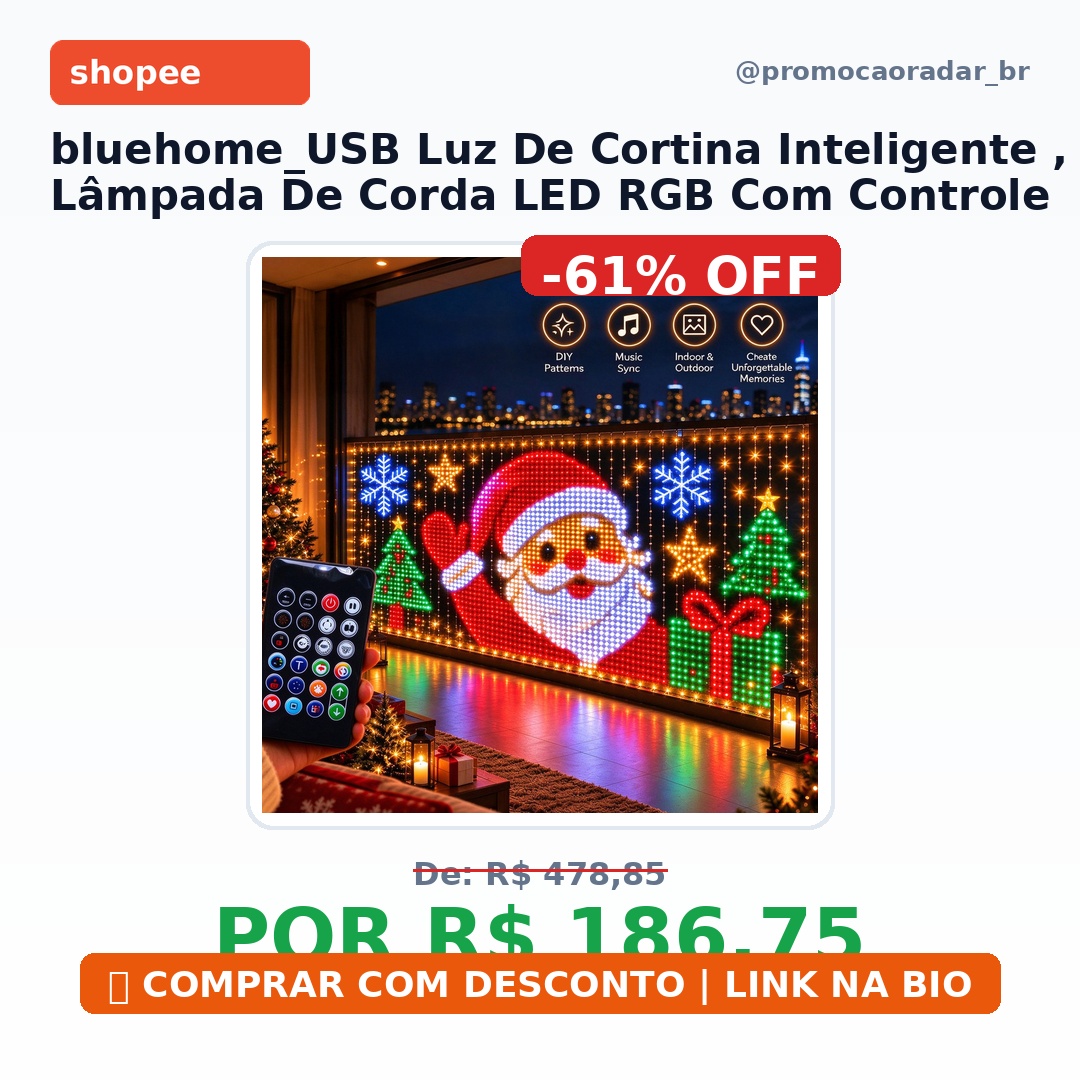 shopee
@promocaoradar_br
bluehome_USB Luz De Cortina Inteligente ,
Lâmpada De Corda LED RGB Com Controle
-61% OFF
DIY
Patterns
Music
Sync
Indoor &
Outdoor
Create
Unforgettable
Memories
De: R$ 478,85
POR R$ 186,75
COMPRAR COM DESCONTO | LINK NA BIO